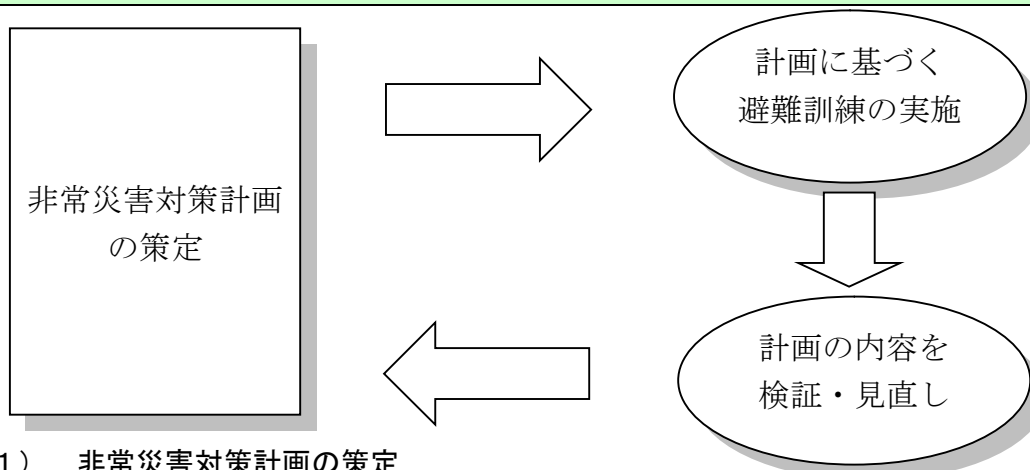 非常災害対策計画
の策定
計画に基づく
避難訓練の実施
計画の内容を
検証・見直し
1） 非常災害対策計画の策定